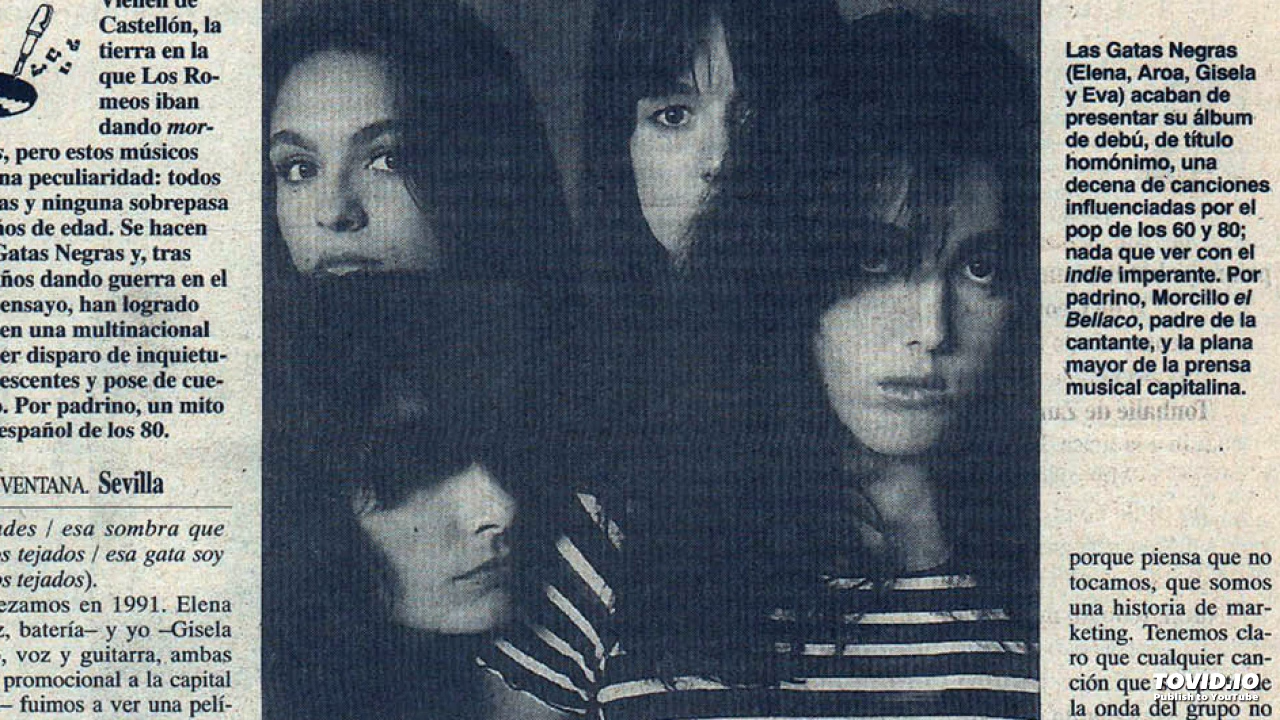 Vienen de
Castellón, la
tierra en la
que Los Ro-
meos iban
dando mor-
s, pero estos músicos
na peculiaridad: todos
as y ninguna sobrepasa
ños de edad. Se hacen
Gatas Negras y, tras
ños dando guerra en el
ensayo, han logrado
en una multinacional
er disparo de inquietu-
escentes y pose de cue-
o. Por padrino, un mito
español de los 80.
VENTANA. Sevilla
ades / esa sombra que
os tejados / esa gata soy
os tejados).
ezamos en 1991. Elena
z, batería– y yo –Gisela
o, voz y guitarra, ambas
promocional a la capital
– fuimos a ver una pelí-
Las Gatas Negras
(Elena, Aroa, Gisela
y Eva) acaban de
presentar su álbum
de debú, de título
homónimo, una
decena de canciones
influenciadas por el
pop de los 60 y 80;
nada que ver con el
indie imperante. Por
padrino, Morcillo el
Bellaco, padre de la
cantante, y la plana
mayor de la prensa
musical capitalina.
porque piensa que no
tocamos, que somos
una historia de mar-
keting. Tenemos cla-
ro que cualquier can-
ción que
la onda del grupo no
TOVID.IO
Publish to YouTube